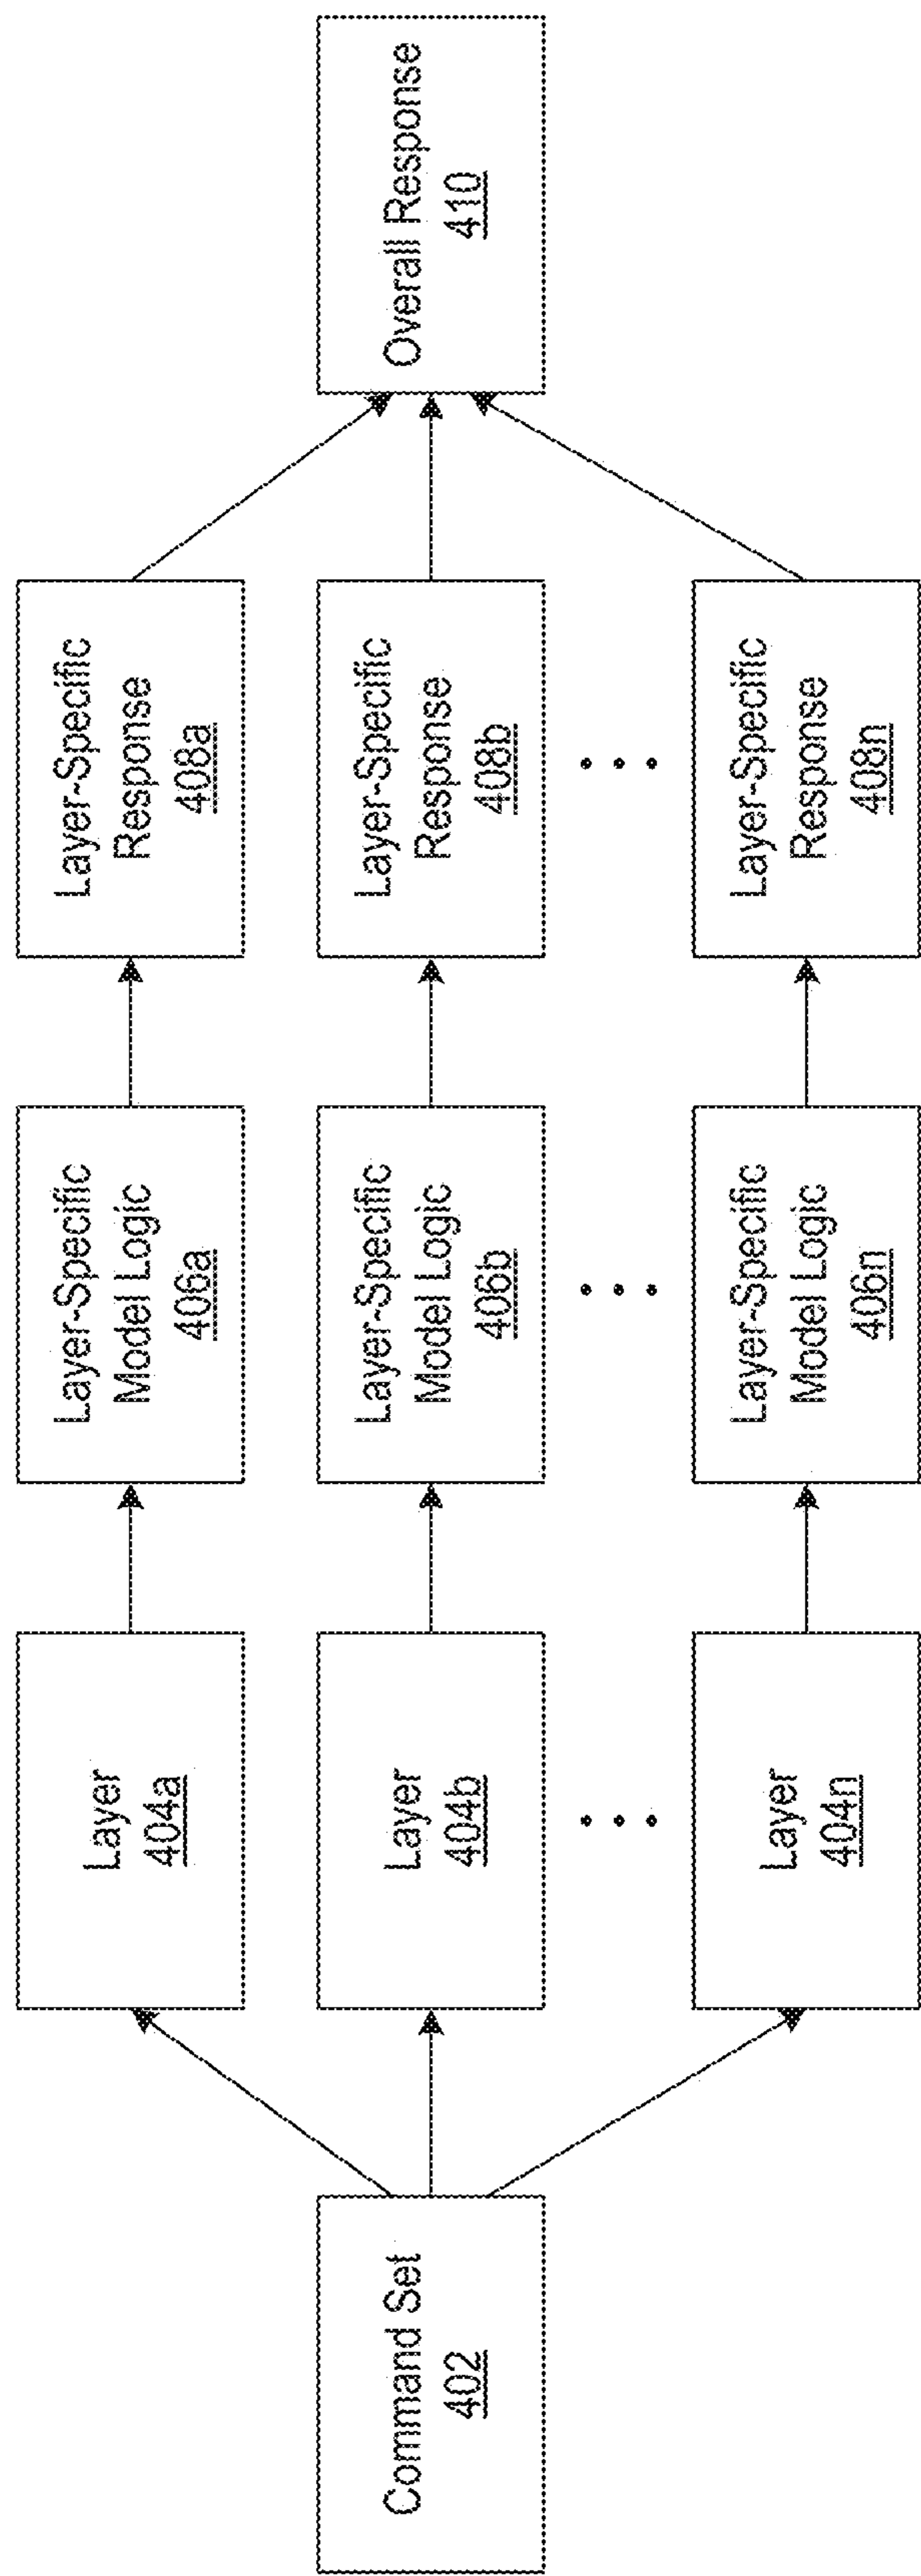 Command Set
402
Layer
404a
Layer
404b
Layer
404n
Layer-Specific
Model Logic
406a
Layer-Specific
Model Logic
406b
Layer-Specific
Model Logic
406n
Layer-Specific
Response
408a
Layer-Specific
Response
408b
Layer-Specific
Response
408n
Overall Response
410